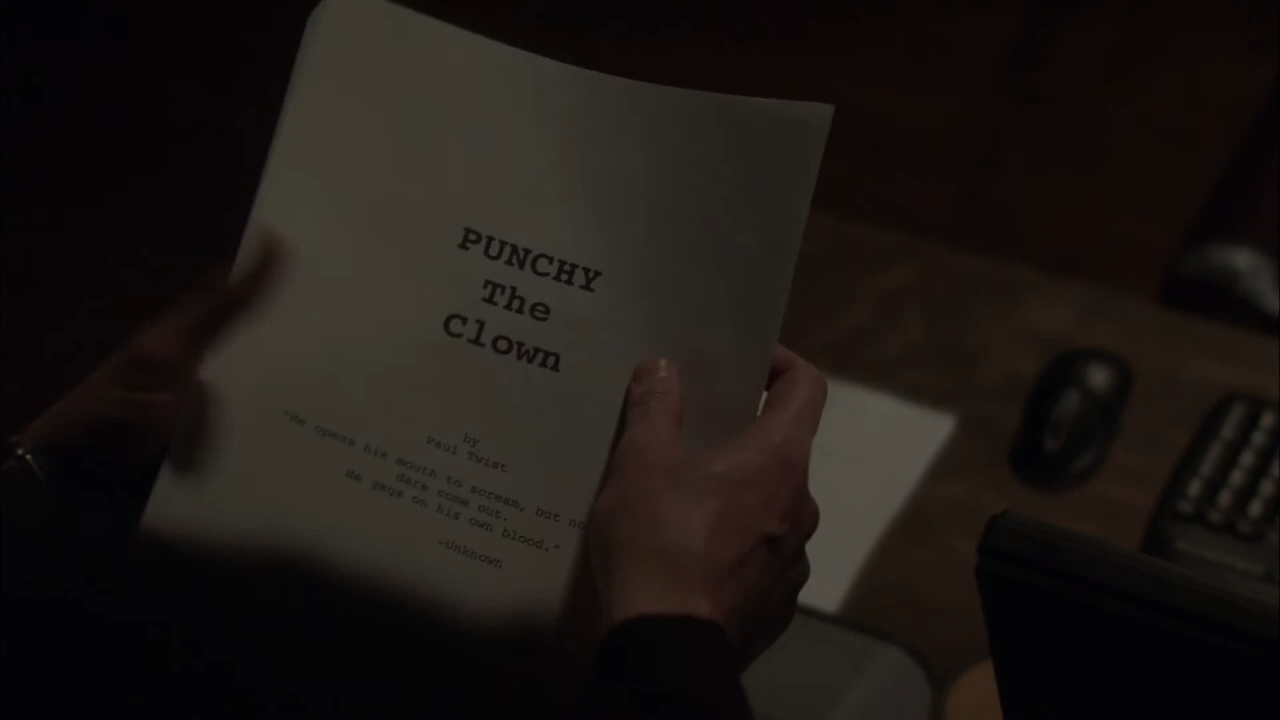 PUNCHY
The
Clown
by
Paul Twist
"He opens his mouth to scream, but no
dare come out.
He gags on his own blood."
-Unknown